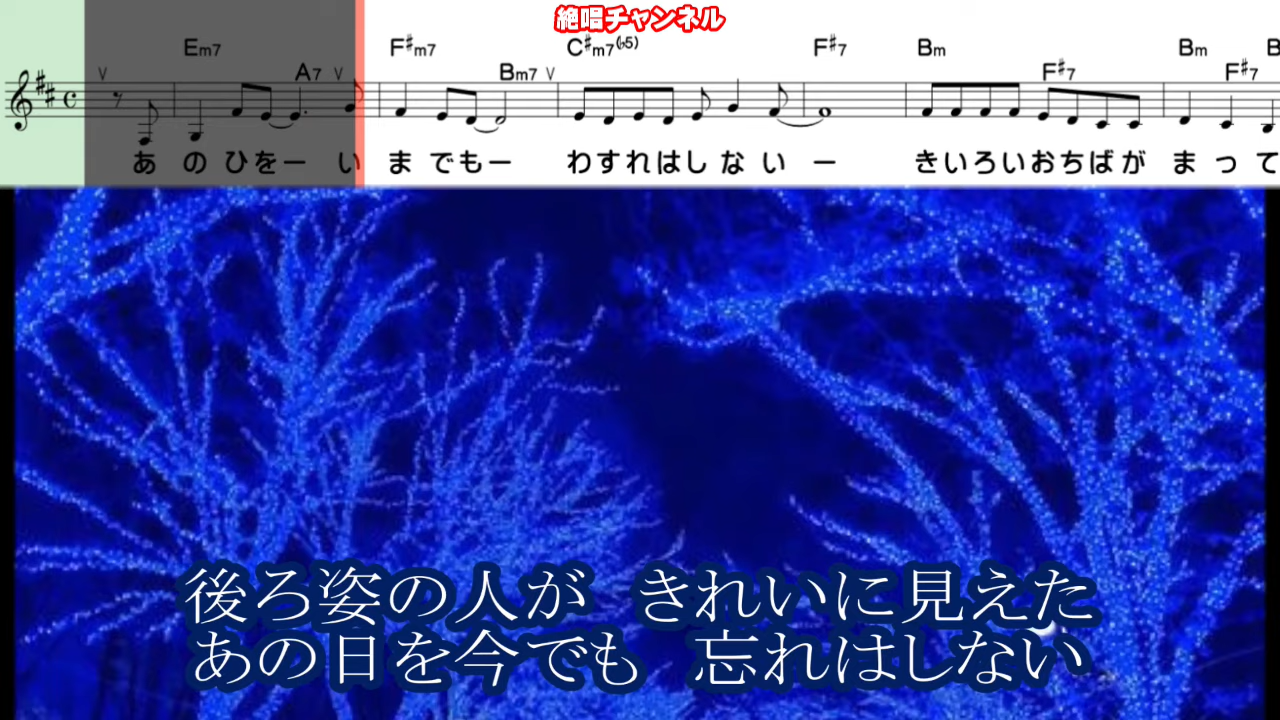 絶唱チャンネル
Em7 A7 F#m7 Bm7 C#m7(♭5) F#7 Bm F#7 Bm F#7 B
あ の ひを ー い ま でも ー わすれはし な い ー きいろいおちばが ま っ て
後ろ姿の人が きれいに見えた
あの日を今でも 忘れはしない